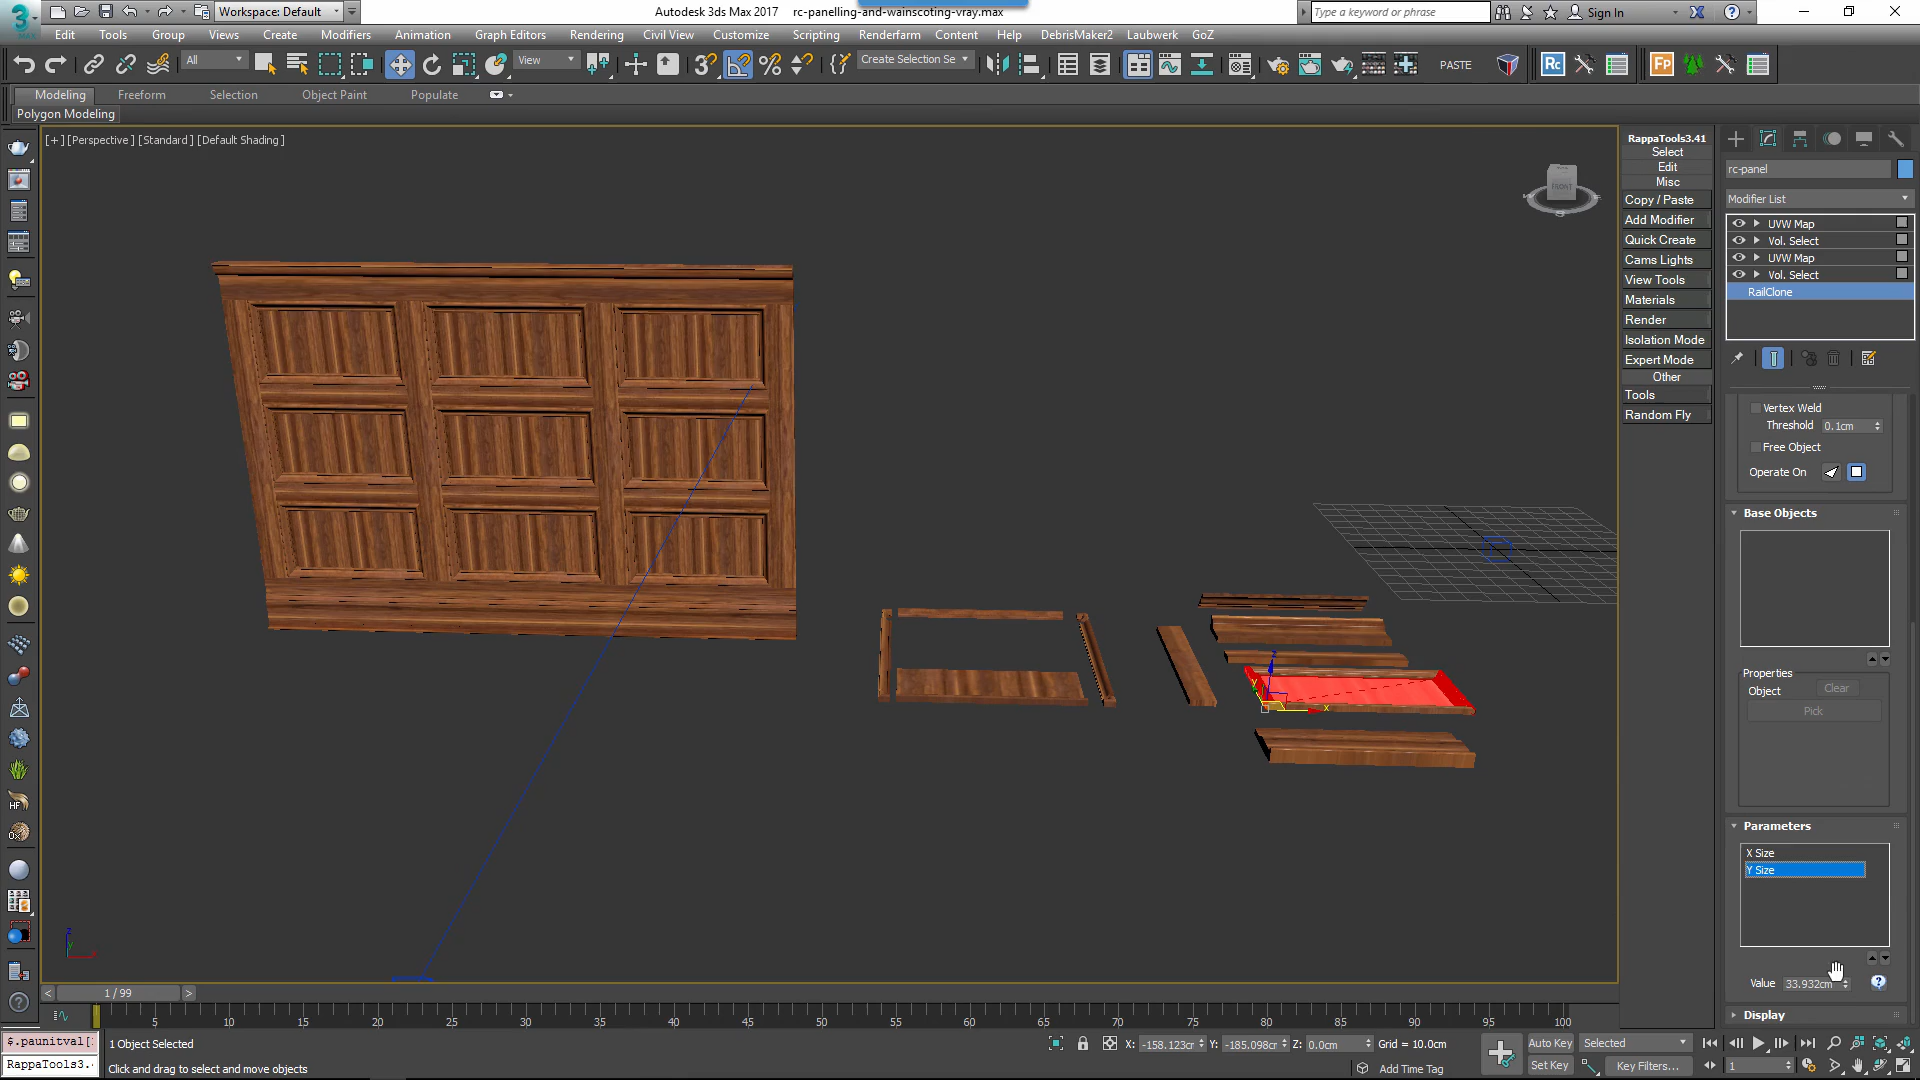 Workspace: Default
Autodesk 3ds Max 2017    rc-panelling-and-wainscoting-vray.max
Type a keyword or phrase
Sign In
Edit Tools Group Views Create Modifiers Animation Graph Editors Rendering Civil View Customize Scripting Renderfarm Content Help DebrisMaker2 Laubwerk GoZ
All View Create Selection Se PASTE
Modeling Freeform Selection Object Paint Populate
Polygon Modeling
[+] [Perspective] [Standard] [Default Shading]
FRONT
RappaTools3.41
Select
Edit
Misc
Copy / Paste
Add Modifier
Quick Create
Cams Lights
View Tools
Materials
Render
Isolation Mode
Expert Mode
Other
Tools
Random Fly
rc-panel
Modifier List
UVW Map
Vol. Select
UVW Map
Vol. Select
RailClone
Vertex Weld
Threshold 0.1cm
Free Object
Operate On
Base Objects
Properties
Object Clear
Pick
Parameters
X Size
Y Size
Value 33.932cm
Display
z
y
x
1 / 99
5 10 15 20 25 30 35 40 45 50 55 60 65 70 75 80 85 90 95 100
$.paunitval[
RappaTools3.
1 Object Selected
Click and drag to select and move objects
X: -158.123cm Y: -185.098cm Z: 0.0cm Grid = 10.0cm
Add Time Tag
Auto Key Selected
Set Key Key Filters...
1